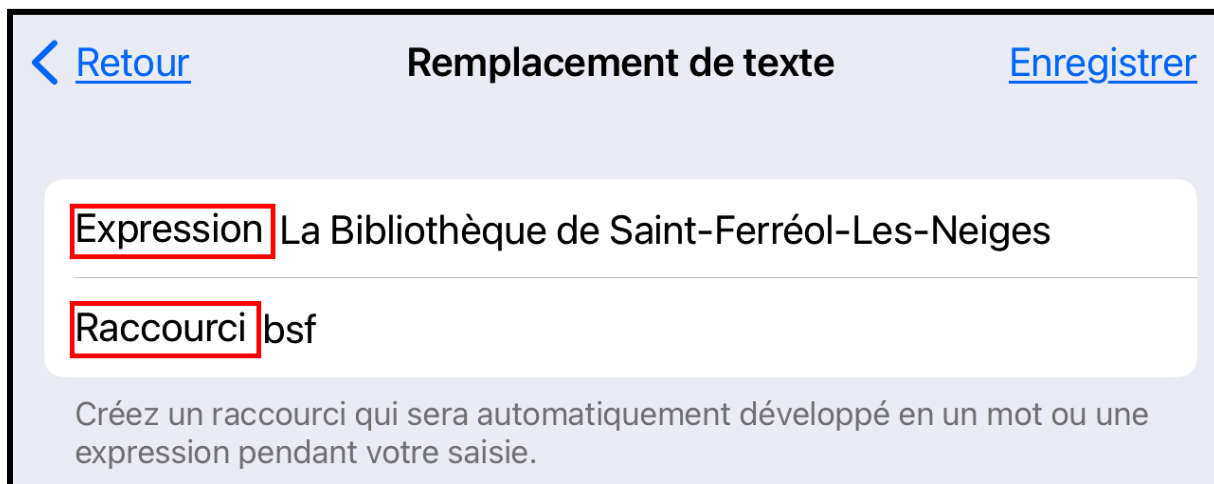 Retour Remplacement de texte Enregistrer
Expression La Bibliothèque de Saint-Ferréol-Les-Neiges
Raccourci bsf
Créez un raccourci qui sera automatiquement développé en un mot ou une
expression pendant votre saisie.